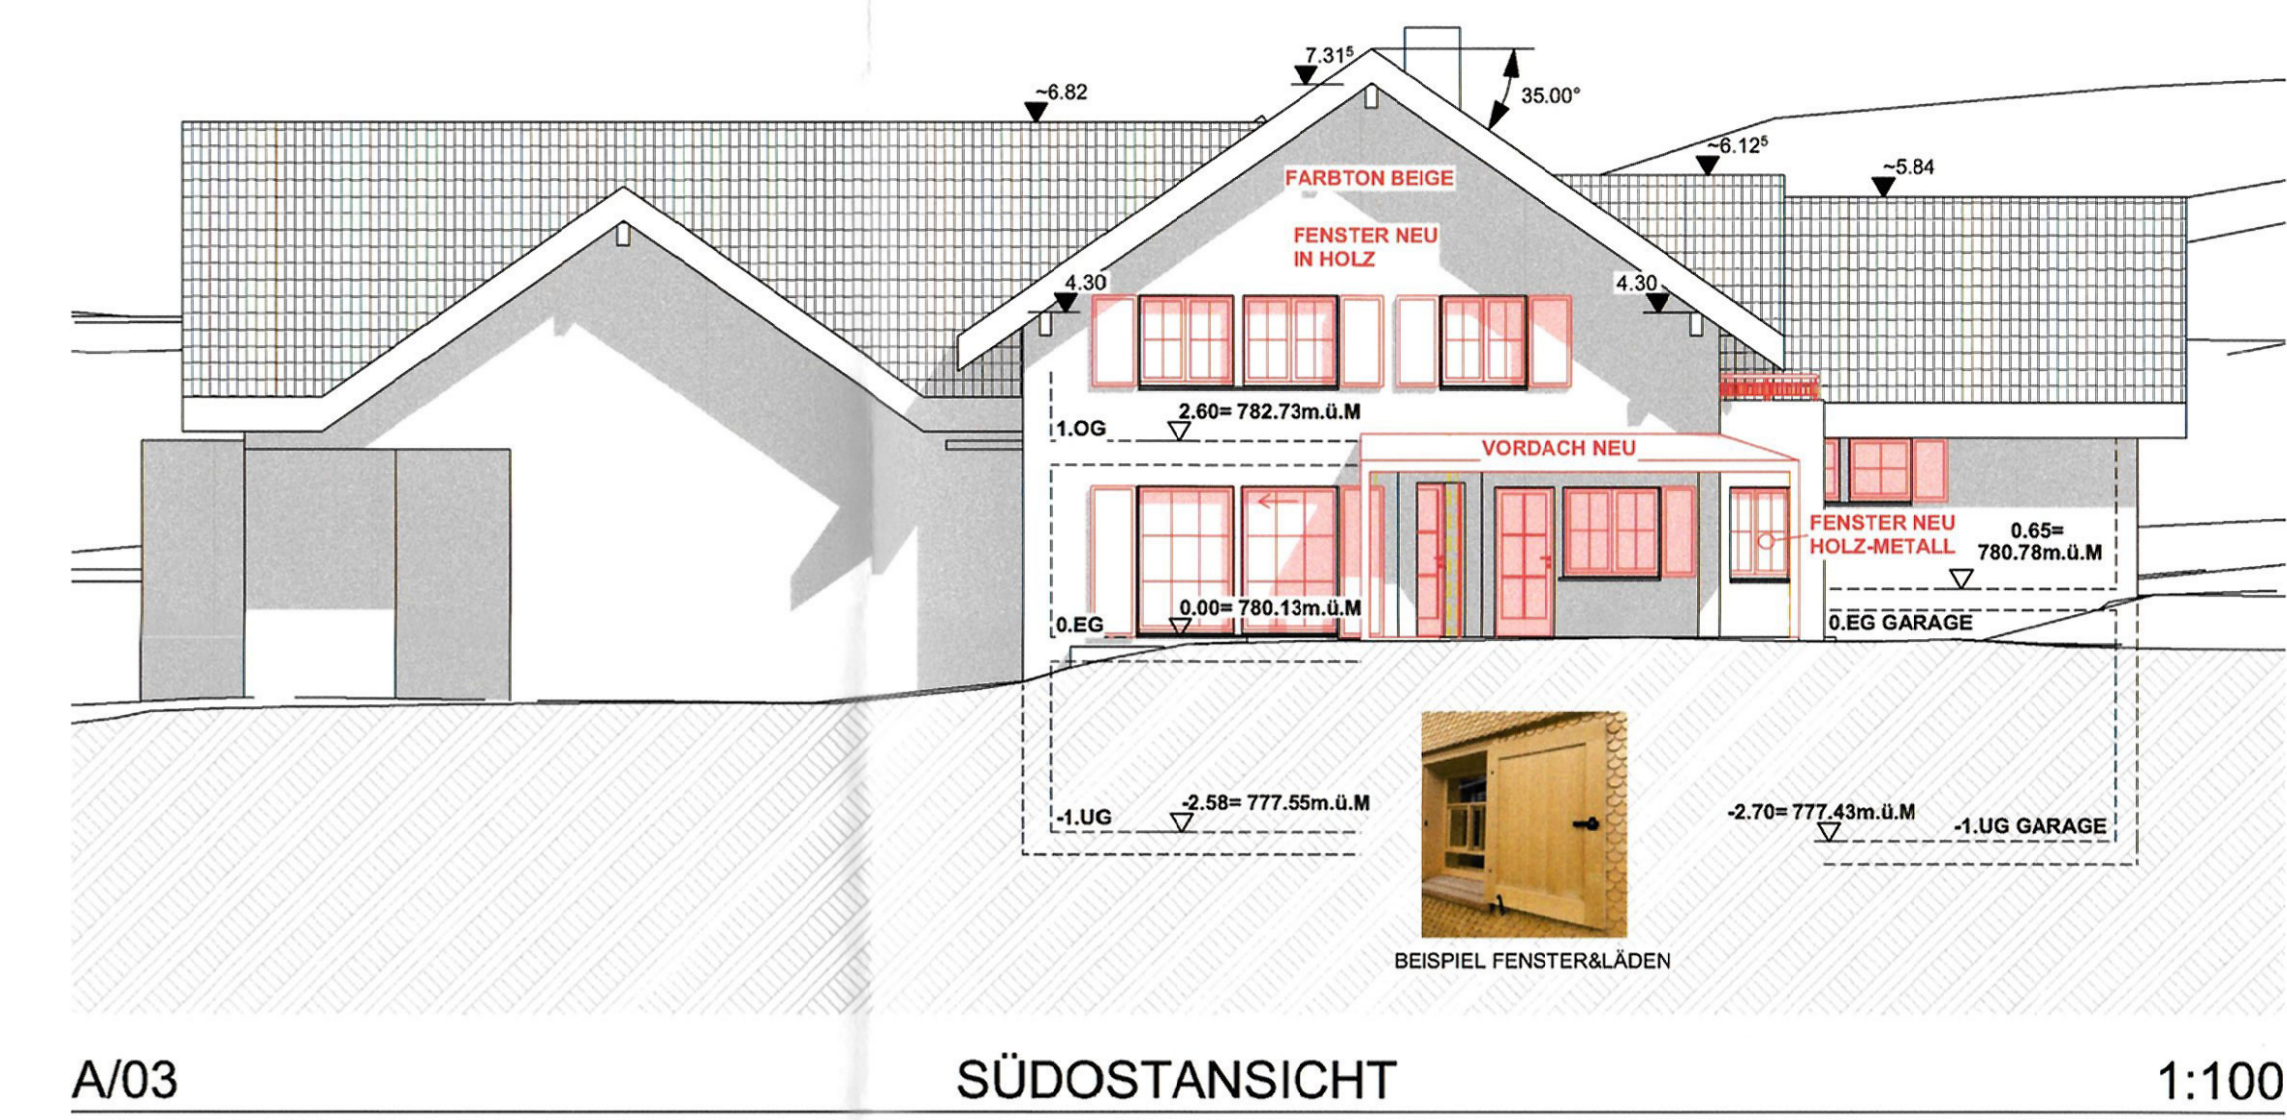 7.31⁵
35.00°
~6.82
~6.12⁵
~5.84
FARBTON BEIGE
FENSTER NEU
IN HOLZ
4.30
4.30
2.60= 782.73m.ü.M
1.OG
VORDACH NEU
FENSTER NEU
HOLZ-METALL
0.65=
780.78m.ü.M
0.00= 780.13m.ü.M
0.EG
0.EG GARAGE
-2.58= 777.55m.ü.M
-1.UG
-2.70= 777.43m.ü.M
-1.UG GARAGE
BEISPIEL FENSTER&LÄDEN
A/03
SÜDOSTANSICHT
1:100